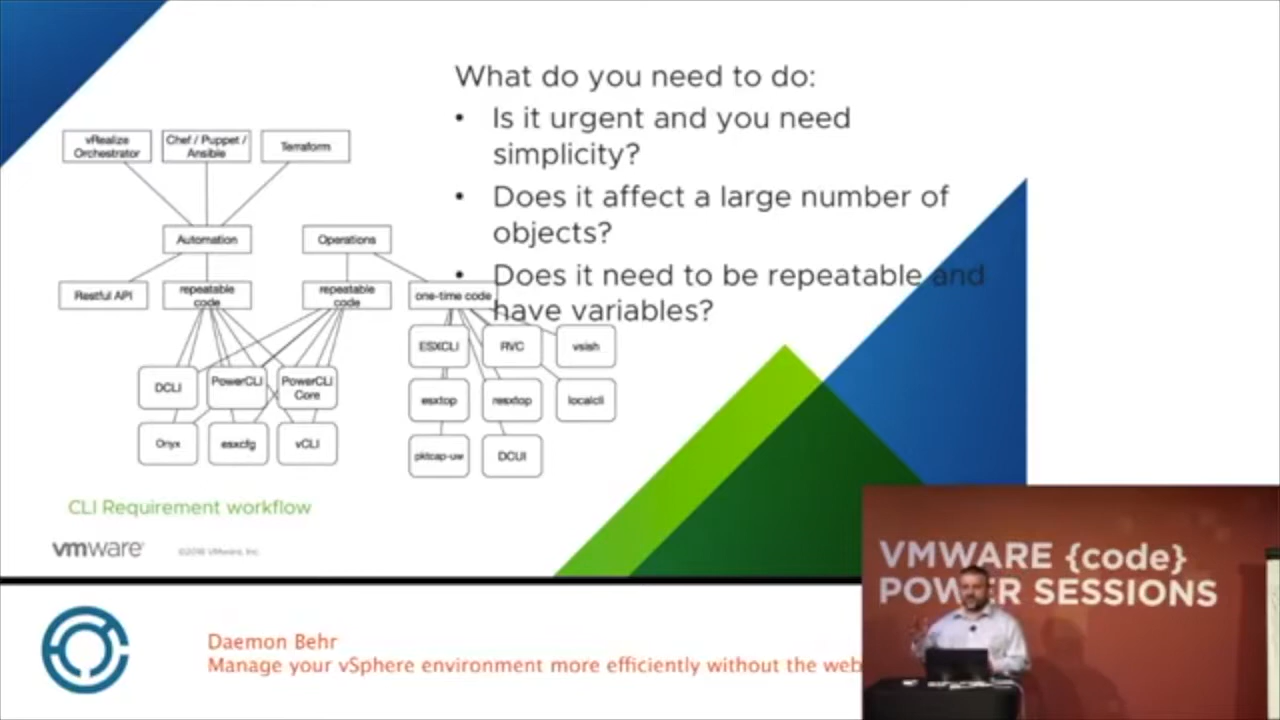 What do you need to do:
• Is it urgent and you need
simplicity?
• Does it affect a large number of
objects?
• Does it need to be repeatable and
have variables?
vRealize
Orchestrator
Chef / Puppet /
Ansible
Terraform
Automation
Operations
Restful API
repeatable
code
repeatable
code
one-time code
ESXCLI
RVC
vsish
DCLI
PowerCLI
PowerCLI
Core
esxtop
resxtop
localcli
Onyx
esxcfg
vCLI
pktcap-uw
DCUI
CLI Requirement workflow
vmware
©2018 VMware, Inc.
VMWARE {code}
POWER SESSIONS
Daemon Behr
Manage your vSphere environment more efficiently without the web